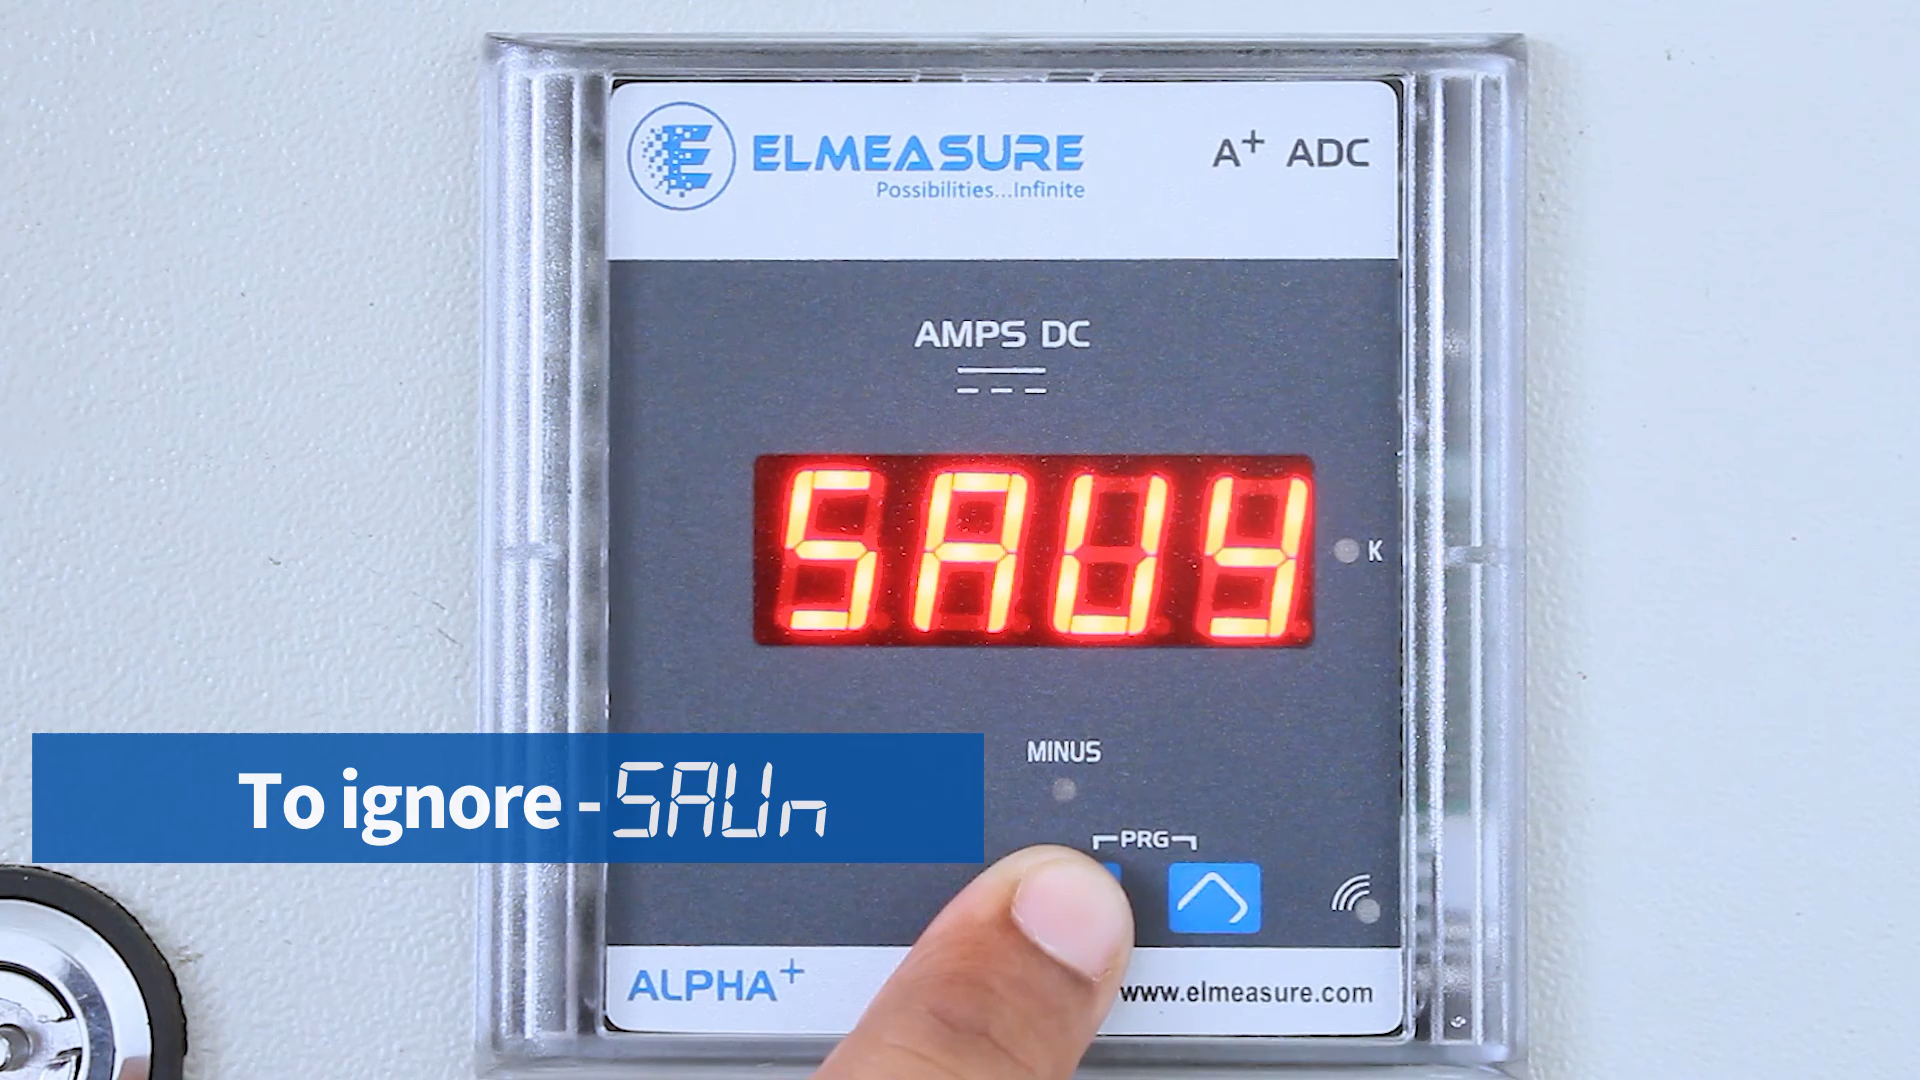 ELMEASURE
Possibilities...Infinite
A+ ADC
AMPS DC
SAUY
K
MINUS
To ignore - SAUn
PRG
ALPHA+
www.elmeasure.com